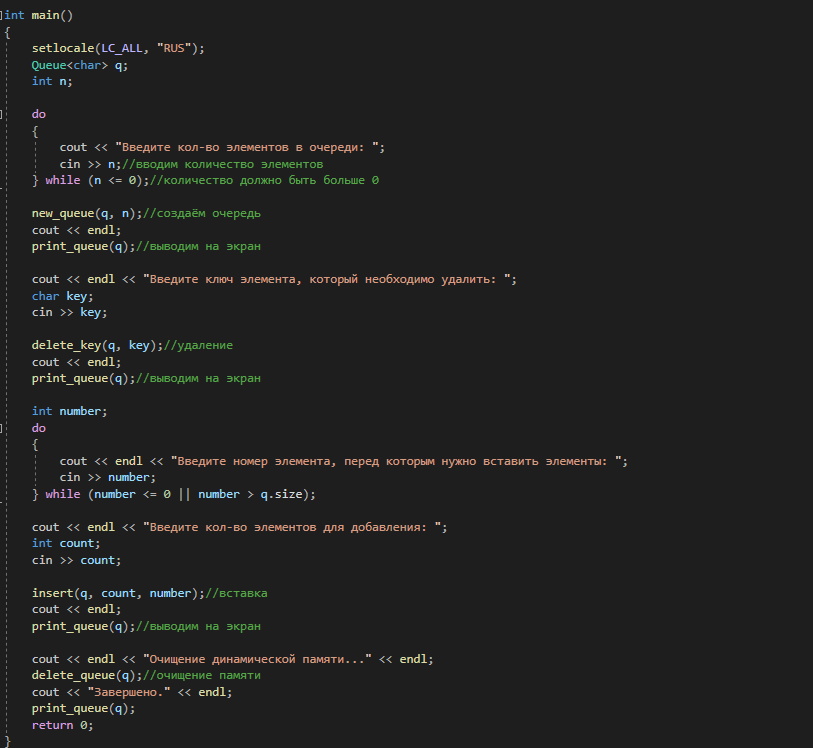 int main()
{
setlocale(LC_ALL, "RUS");
Queue<char> q;
int n;
do
{
cout << "Введите кол-во элементов в очереди: ";
cin >> n;//вводим количество элементов
} while (n <= 0);//количество должно быть больше 0
new_queue(q, n);//создаём очередь
cout << endl;
print_queue(q);//выводим на экран
cout << endl << "Введите ключ элемента, который необходимо удалить: ";
char key;
cin >> key;
delete_key(q, key);//удаление
cout << endl;
print_queue(q);//выводим на экран
int number;
do
{
cout << endl << "Введите номер элемента, перед которым нужно вставить элементы: ";
cin >> number;
} while (number <= 0 || number > q.size);
cout << endl << "Введите кол-во элементов для добавления: ";
int count;
cin >> count;
insert(q, count, number);//вставка
cout << endl;
print_queue(q);//выводим на экран
cout << endl << "Очищение динамической памяти..." << endl;
delete_queue(q);//очищение памяти
cout << "Завершено." << endl;
print_queue(q);
return 0;
}